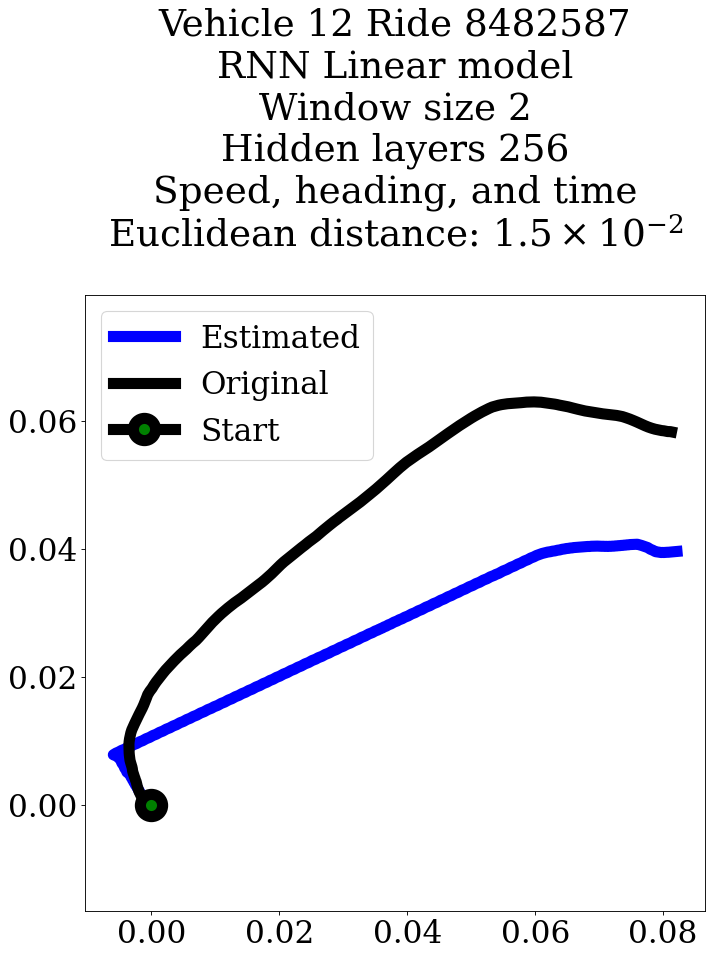 Vehicle 12 Ride 8482587
RNN Linear model
Window size 2
Hidden layers 256
Speed, heading, and time
Euclidean distance: 1.5 × 10⁻²
Estimated
Original
Start
0.06
0.04
0.02
0.00
0.00 0.02 0.04 0.06 0.08